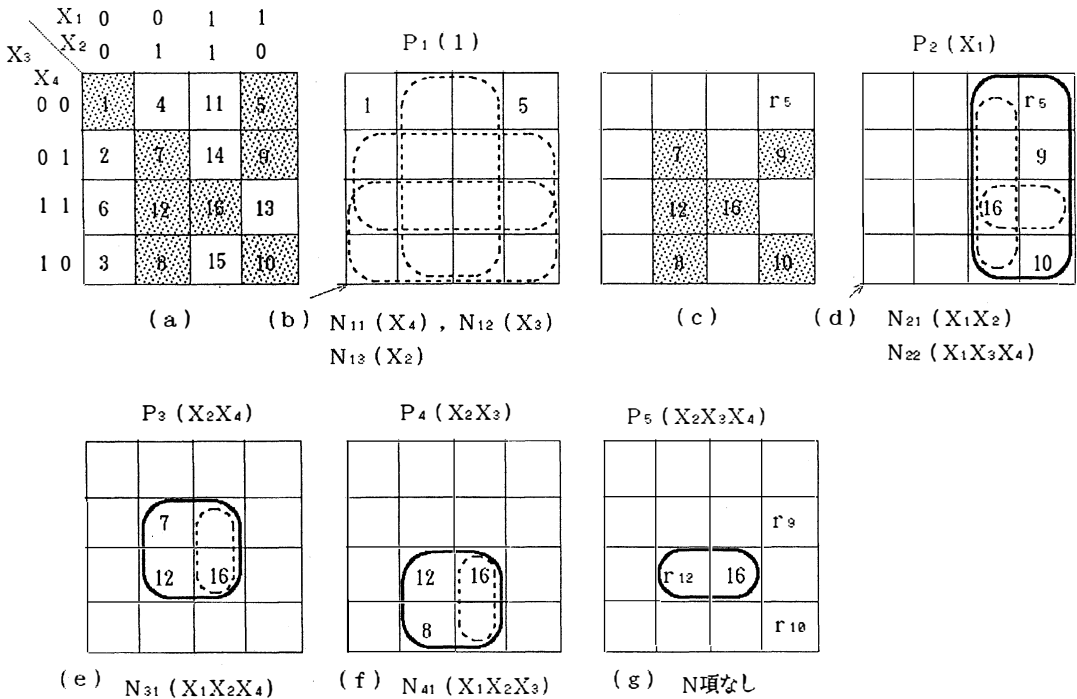 X1 0 0 1 1
X2 0 1 1 0
X3
X4
P1 (1)
P2 (X1)
0 0 1 4 11 5
0 1 2 7 14 9
1 1 6 12 16 13
1 0 3 8 15 10
1 5
r5
7 9
12 16
8 10
r5
9
16
10
(a)
(b) N11 (X4) , N12 (X3)
N13 (X2)
(c)
(d) N21 (X1X2)
N22 (X1X3X4)
P3 (X2X4)
P4 (X2X3)
P5 (X2X3X4)
7
12 16
12 16
8
r9
r12 16
r10
(e) N31 (X1X2X4)
(f) N41 (X1X2X3)
(g) N項なし